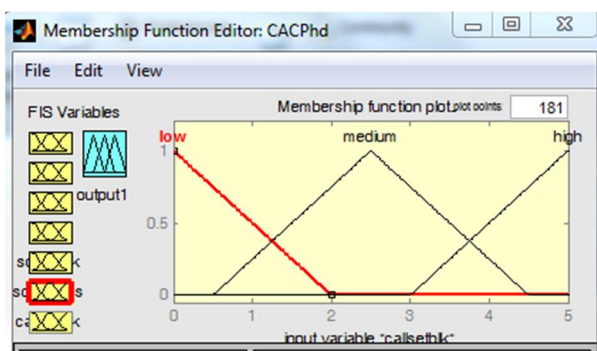 Membership Function Editor: CACPhd
File Edit View
FIS Variables
Membership function plots
plot points:
181
low
medium
high
output1
1
0.5
0
0 1 2 3 4 5
input variable "callsetblk"